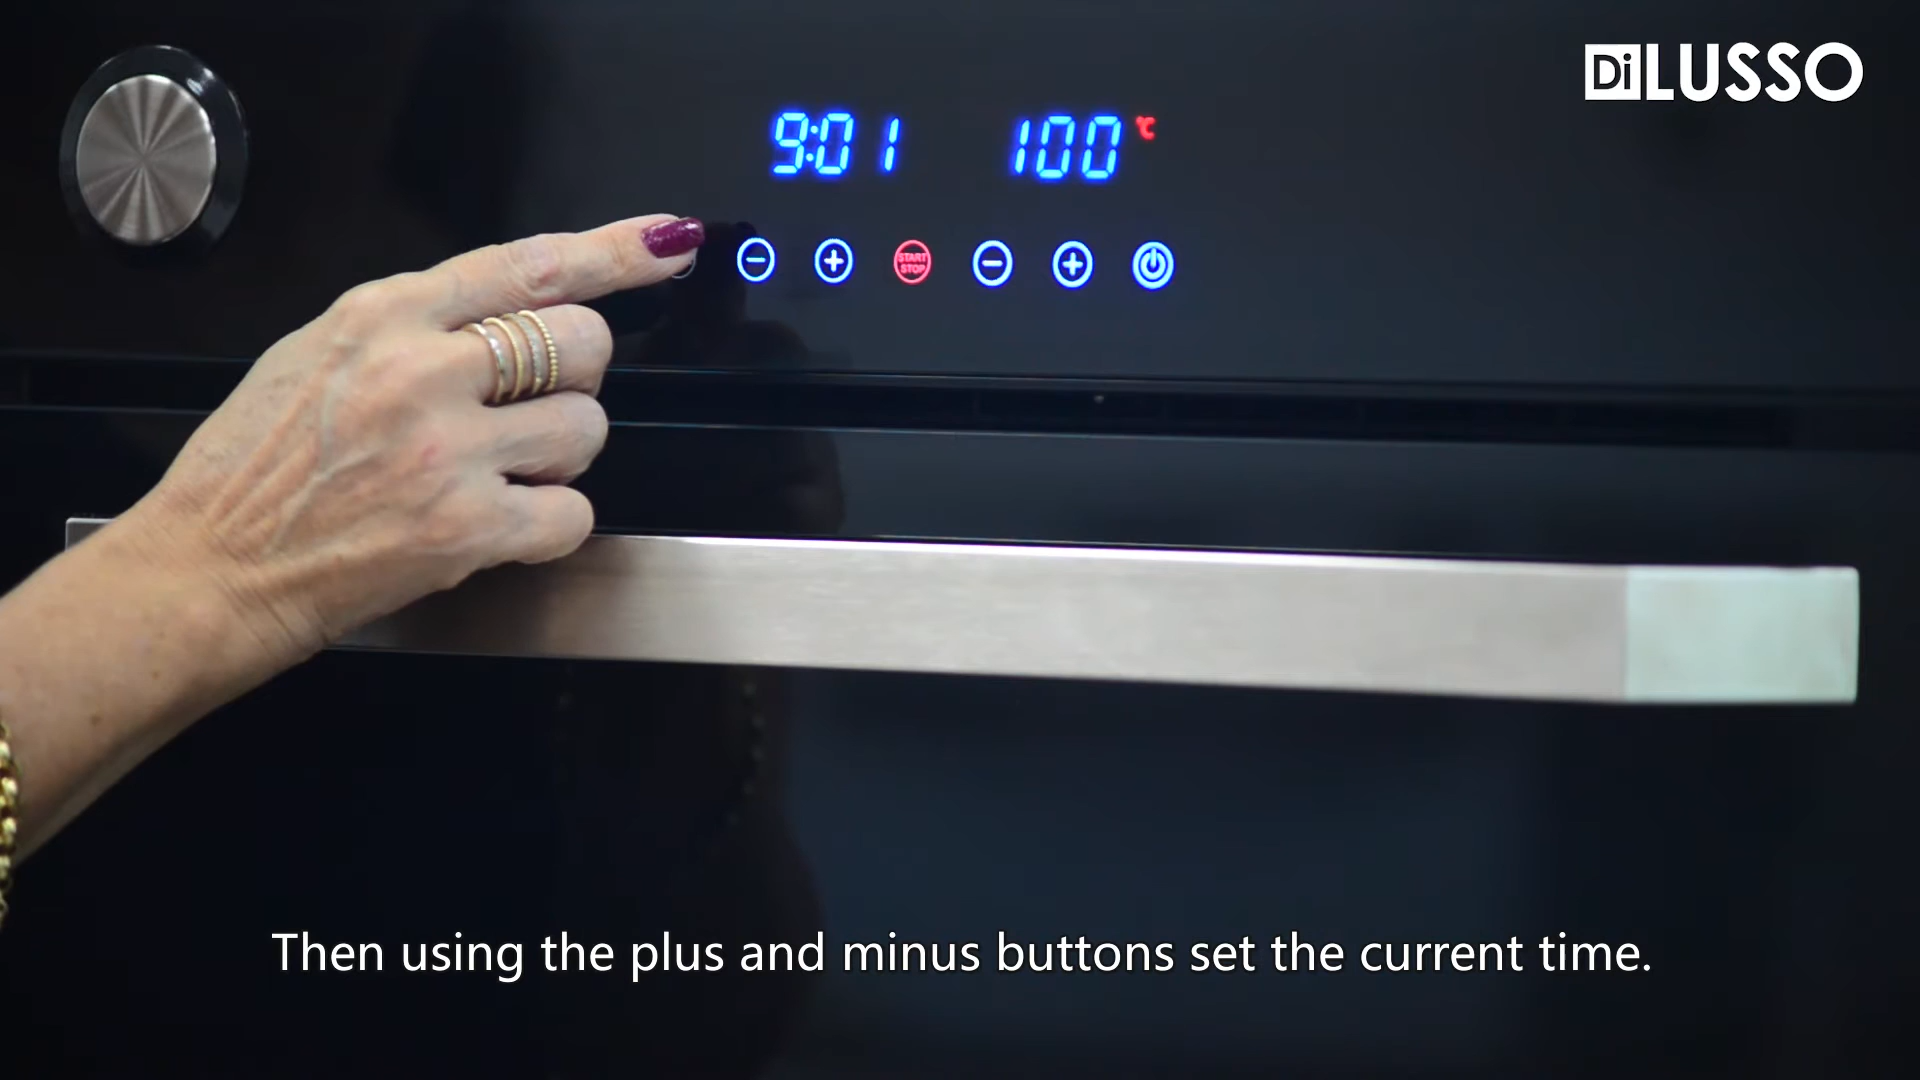 DiLUSSO
9:01 100 °C
START
STOP
Then using the plus and minus buttons set the current time.